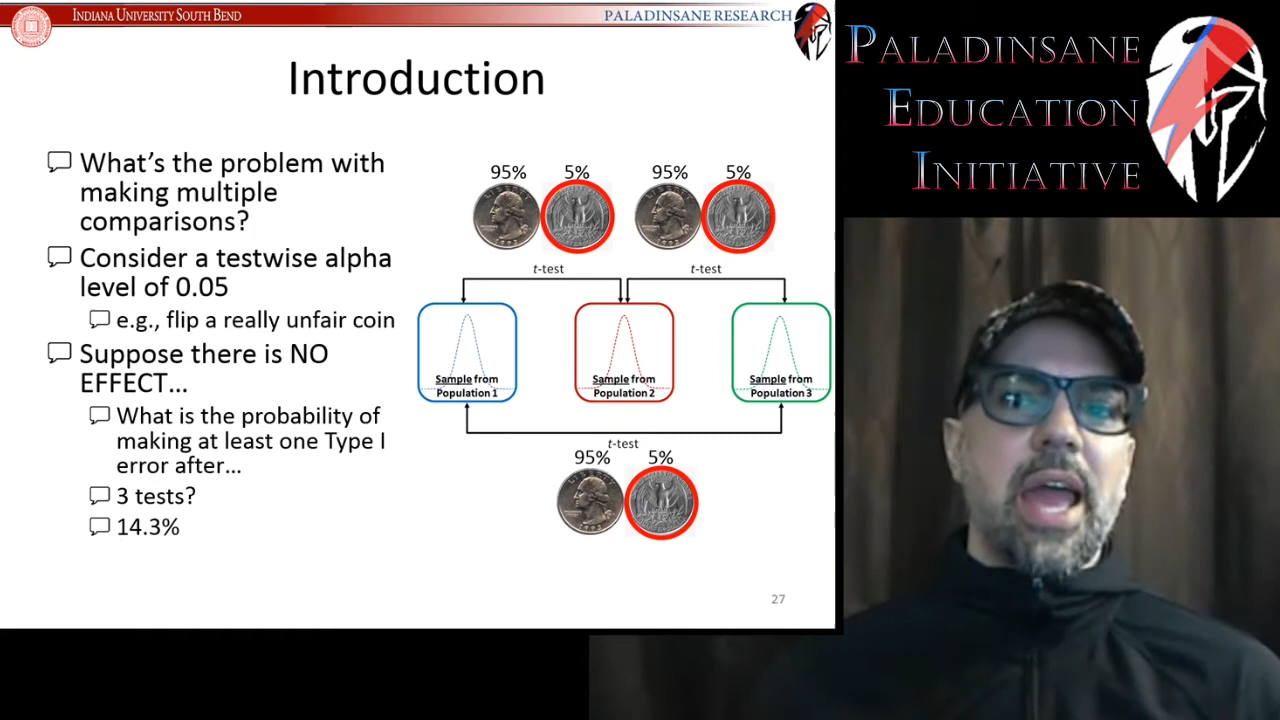 INDIANA UNIVERSITY SOUTH BEND
PALADINSANE RESEARCH
PALADINSANE
EDUCATION
INITIATIVE
Introduction
What's the problem with
making multiple
comparisons?
Consider a testwise alpha
level of 0.05
e.g., flip a really unfair coin
Suppose there is NO
EFFECT...
What is the probability of
making at least one Type I
error after...
3 tests?
14.3%
95% 5% 95% 5%
t-test t-test
Sample from
Population 1
Sample from
Population 2
Sample from
Population 3
t-test
95% 5%
27